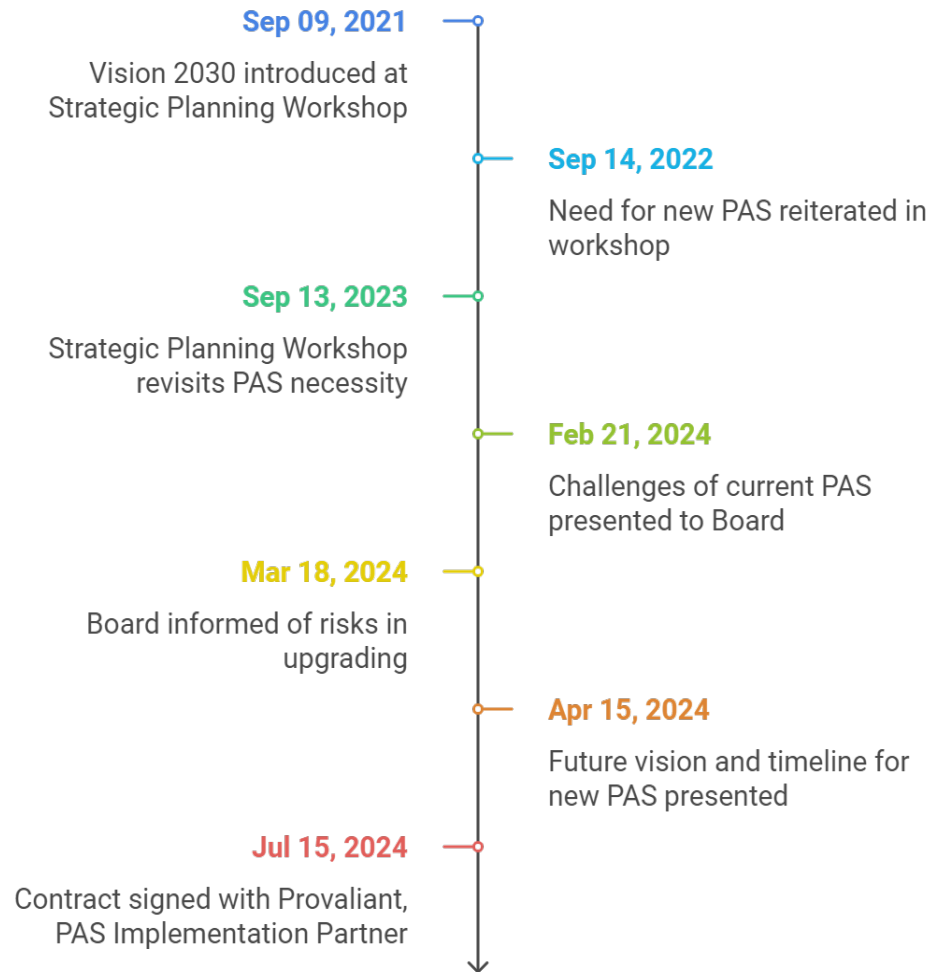 Sep 09, 2021
Vision 2030 introduced at
Strategic Planning Workshop
Sep 14, 2022
Need for new PAS reiterated in
workshop
Sep 13, 2023
Strategic Planning Workshop
revisits PAS necessity
Feb 21, 2024
Challenges of current PAS
presented to Board
Mar 18, 2024
Board informed of risks in
upgrading
Apr 15, 2024
Future vision and timeline for
new PAS presented
Jul 15, 2024
Contract signed with Provaliant,
PAS Implementation Partner